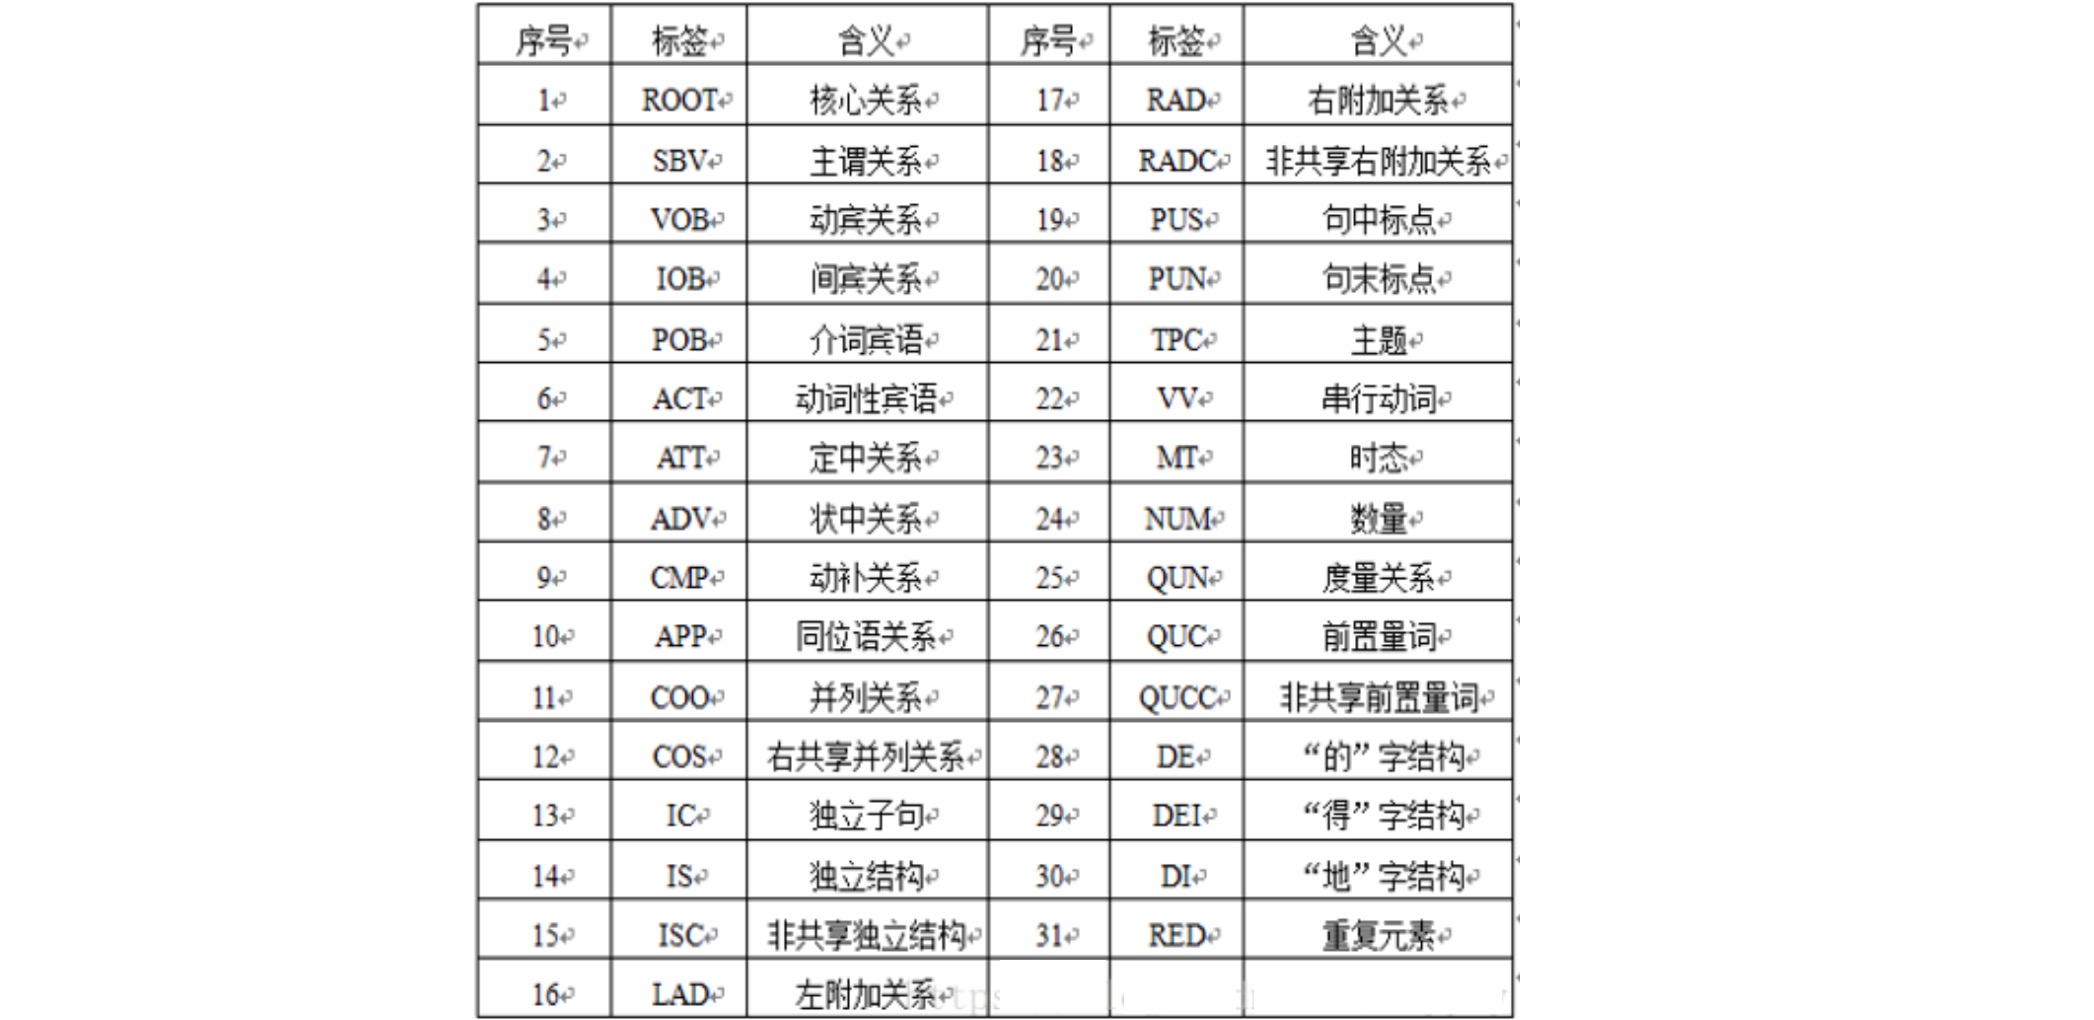 序号 标签 含义 序号 标签 含义
1 ROOT 核心关系 17 RAD 右附加关系
2 SBV 主谓关系 18 RADC 非共享右附加关系
3 VOB 动宾关系 19 PUS 句中标点
4 IOB 间宾关系 20 PUN 句末标点
5 POB 介词宾语 21 TPC 主题
6 ACT 动词性宾语 22 VV 串行动词
7 ATT 定中关系 23 MT 时态
8 ADV 状中关系 24 NUM 数量
9 CMP 动补关系 25 QUN 度量关系
10 APP 同位语关系 26 QUC 前置量词
11 COO 并列关系 27 QUCC 非共享前置量词
12 COS 右共享并列关系 28 DE “的”字结构
13 IC 独立子句 29 DEI “得”字结构
14 IS 独立结构 30 DI “地”字结构
15 ISC 非共享独立结构 31 RED 重复元素
16 LAD 左附加关系